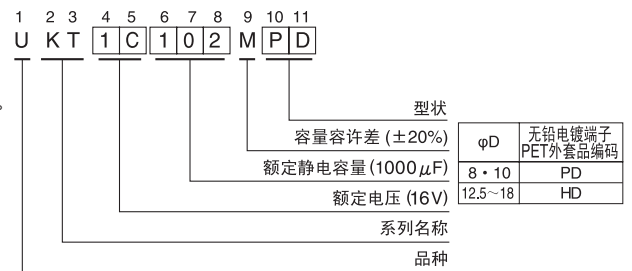 1 2 3 4 5 6 7 8 9 10 11
U K T 1 C 1 0 2 M P D
。
型状
容量容许差 (±20%)
额定静电容量 (1000μF)
额定电压 (16V)
系列名称
品种
φD 无铅电镀端子
PET外套品编码
8・10 PD
12.5～18 HD